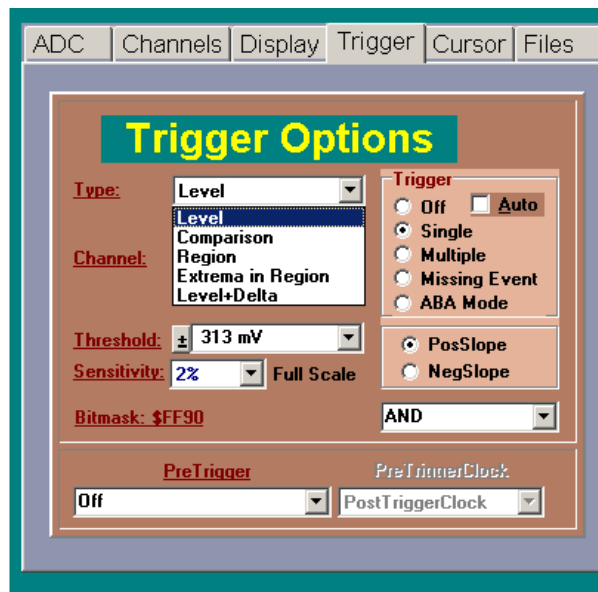 ADC Channels Display Trigger Cursor Files
Trigger Options
Type: Level
Level
Comparison
Region
Extrema in Region
Level+Delta
Channel:
Trigger
Off Auto
Single
Multiple
Missing Event
ABA Mode
Threshold: ± 313 mV
Sensitivity: 2% Full Scale
PosSlope
NegSlope
Bitmask: $FF90
AND
PreTrigger PreTriggerClock
Off PostTriggerClock